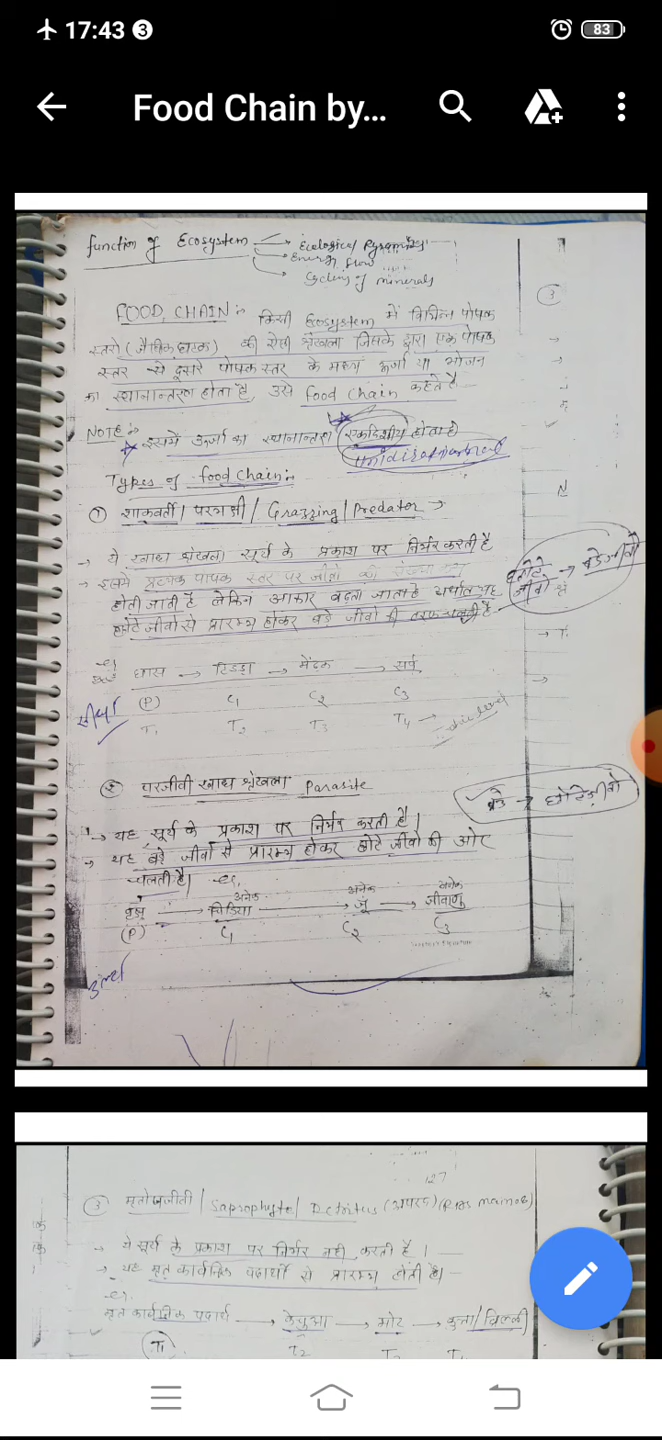 17:43 3
83
Food Chain by...
function of Ecosystem → Ecological Pyramids
→ Energy flow
→ Cycling of minerals
3
FOOD CHAIN :- किसी Ecosystem में विभिन्न पोषक
स्तरो (जैविक घटक) की ऐसी श्रृंखला जिसके द्वारा एक पोषक
स्तर से दूसरे पोषक स्तर के मध्य ऊर्जा या भोजन
का स्थानान्तरण होता है, उसे food chain कहते है
NOTE :-
इसमें ऊर्जा का स्थानान्तरण एकदिशीय होता है
unidirectional
Types of food chain :-
① शाकवर्ती / परभक्षी / Grazzing / Predator →
→ ये खाद्य श्रृंखला सूर्य के प्रकाश पर निर्भर करती है
→ इसमें प्रत्येक पोषक स्तर पर जीवो की संख्या कम
होती जाती है लेकिन आकार बढ़ता जाता है अर्थात यह
छोटे जीवो से प्रारम्भ होकर बड़े जीवो की तरफ चलती है
छोटे जीवो → बड़े जीवो
eg घास → टिड्डा → मेंढक → सर्प
(P) C1 C2 C3
T1 T2 T3 T4 →
सीधा
② परजीवी खाद्य श्रृंखला Parasite
बड़े → छोटे जीवो
→ यह सूर्य के प्रकाश पर निर्भर करती है।
→ यह बड़े जीवो से प्रारम्भ होकर छोटे जीवो की ओर
चलती है। eg.
अनेक अनेक अनेक
वृक्ष → चिडिया → जूँ → जीवाणु
(P) C1 C2 C3
उल्टा
127
③ मृतोपजीवी / Saprophyte / Detritus (अपरद)
→ ये सूर्य के प्रकाश पर निर्भर नही करती है।
→ यह मृत कार्बनिक पदार्थो से प्रारम्भ होती है।
eg.
मृत कार्बनिक पदार्थ → केचुआ → मोर → कुत्ता / बिल्ली
T1 T2